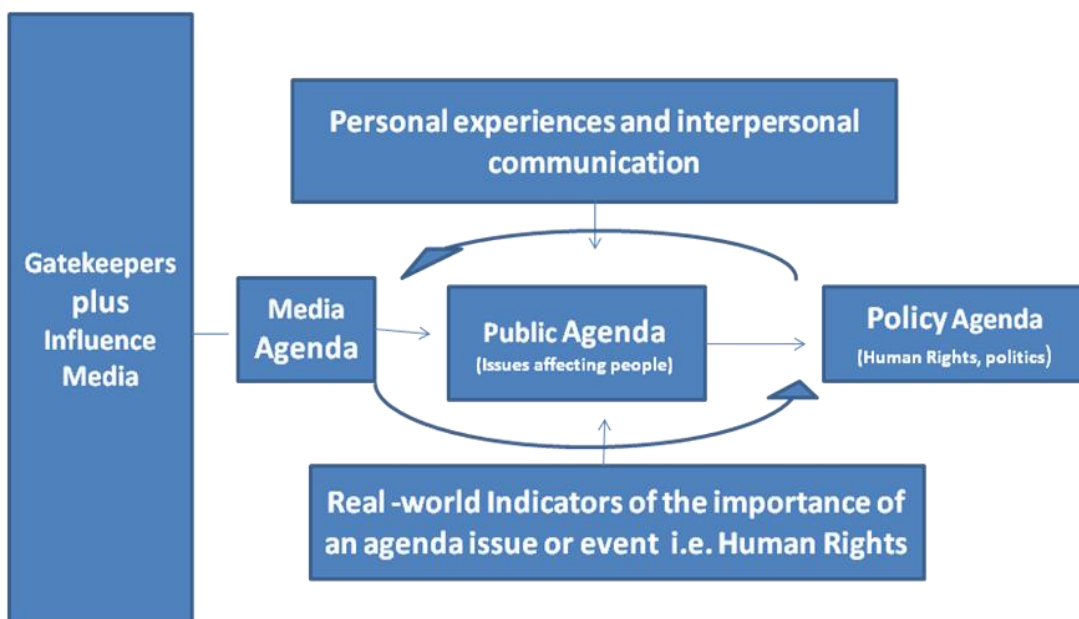 Gatekeepers
plus
Influence
Media
Personal experiences and interpersonal
communication
Media
Agenda
Public Agenda
(Issues affecting people)
Policy Agenda
(Human Rights, politics)
Real -world Indicators of the importance of
an agenda issue or event i.e. Human Rights